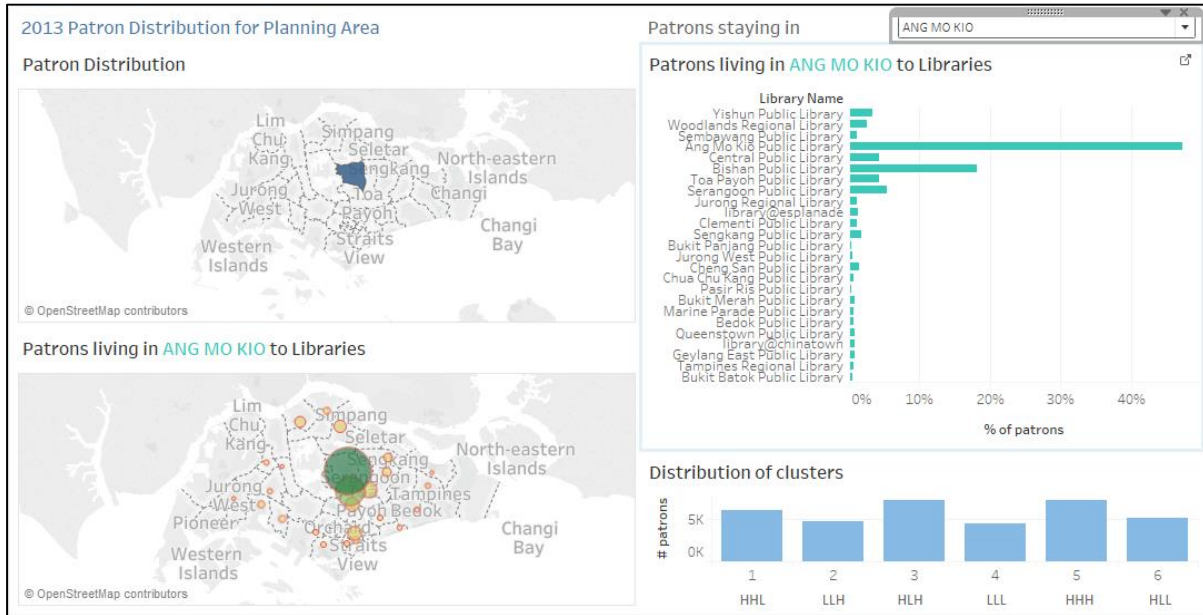 2013 Patron Distribution for Planning Area
Patrons staying in
ANG MO KIO
Patron Distribution
Lim
Chu
Kang
Simpang
Seletar
Sengkang
North-eastern
Islands
Jurong
West
Toa
Payoh
Changi
Straits
View
Changi
Bay
Western
Islands
© OpenStreetMap contributors
Patrons living in ANG MO KIO to Libraries
Lim
Chu
Kang
Simpang
Seletar
Sengkang
Serangoon
North-eastern
Islands
Jurong
West
Tampines
Payoh Bedok
Pioneer
Orchard
Straits
View
Changi
Bay
Western
Islands
© OpenStreetMap contributors
Patrons living in ANG MO KIO to Libraries
Library Name
Yishun Public Library
Woodlands Regional Library
Sembawang Public Library
Ang Mo Kio Public Library
Central Public Library
Bishan Public Library
Toa Payoh Public Library
Serangoon Public Library
Jurong Regional Library
library@esplanade
Clementi Public Library
Sengkang Public Library
Bukit Panjang Public Library
Jurong West Public Library
Cheng San Public Library
Chua Chu Kang Public Library
Pasir Ris Public Library
Bukit Merah Public Library
Marine Parade Public Library
Bedok Public Library
Queenstown Public Library
library@chinatown
Geylang East Public Library
Tampines Regional Library
Bukit Batok Public Library
0% 10% 20% 30% 40%
% of patrons
Distribution of clusters
# patrons
5K
0K
1 2 3 4 5 6
HHL LLH HLH LLL HHH HLL